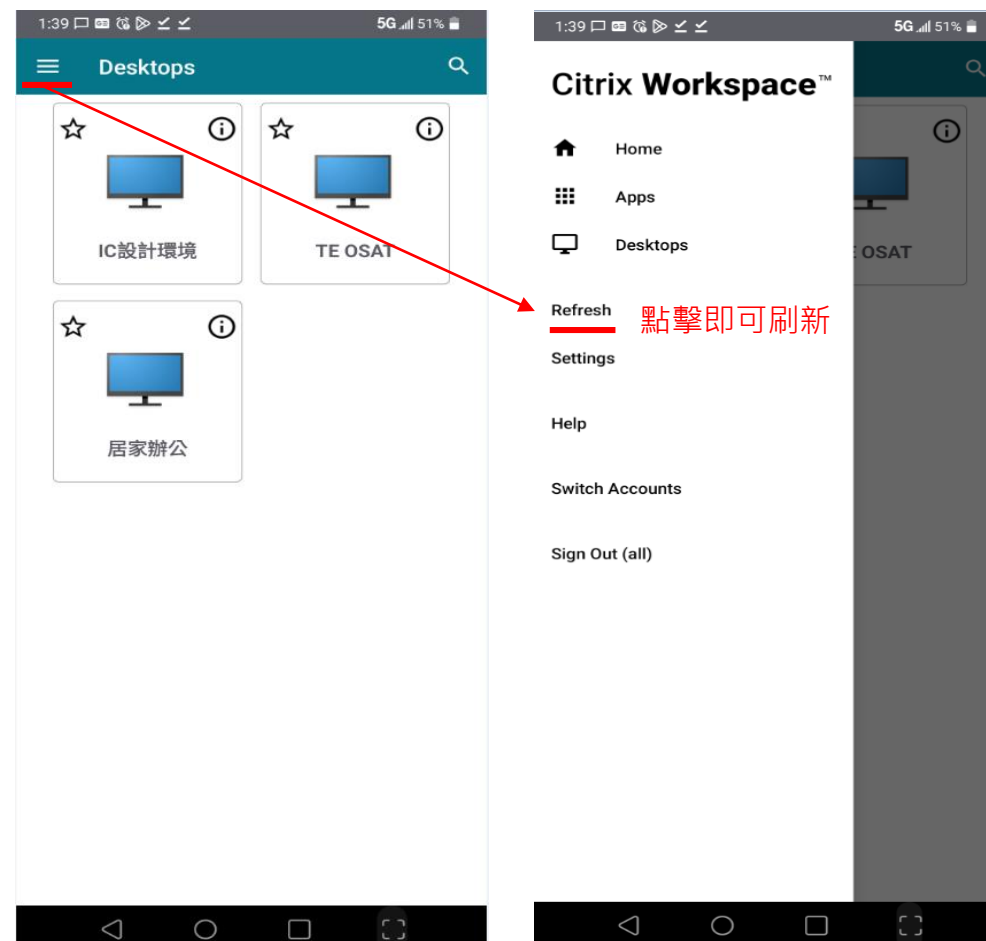 1:39
5G 51%
Desktops
IC設計環境
TE OSAT
居家辦公
1:39
5G 51%
Citrix Workspace™
Home
Apps
Desktops
OSAT
Refresh
點擊即可刷新
Settings
Help
Switch Accounts
Sign Out (all)